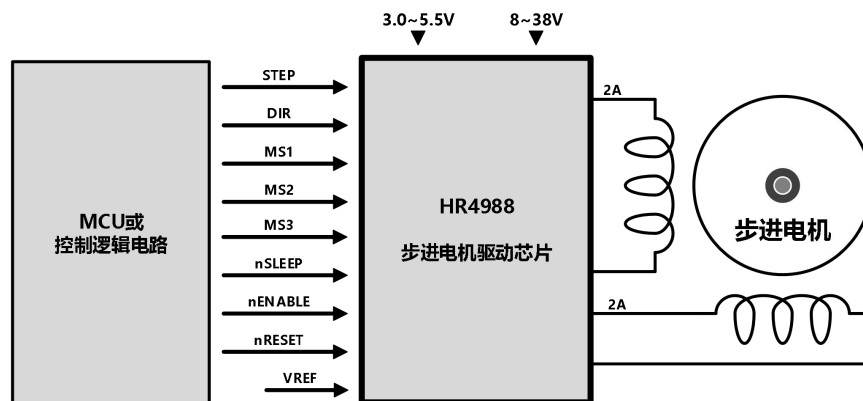 3.0~5.5V
8~38V
STEP
DIR
MS1
MS2
MS3
nSLEEP
nENABLE
nRESET
VREF
MCU或
控制逻辑电路
HR4988
步进电机驱动芯片
2A
2A
步进电机